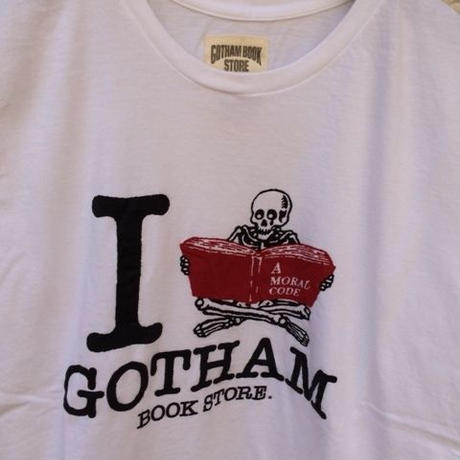 GOTHAM BOOK
STORE
I
A
MORAL
CODE
GOTHAM
BOOK STORE.